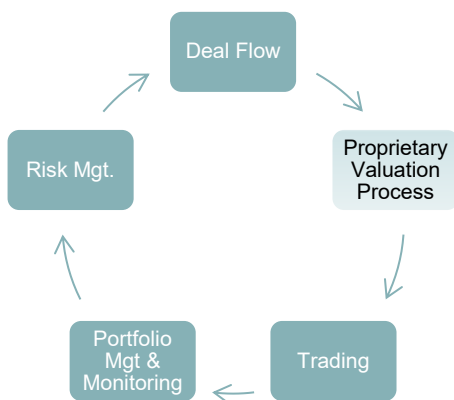 Deal Flow
Proprietary
Valuation
Process
Trading
Portfolio
Mgt &
Monitoring
Risk Mgt.